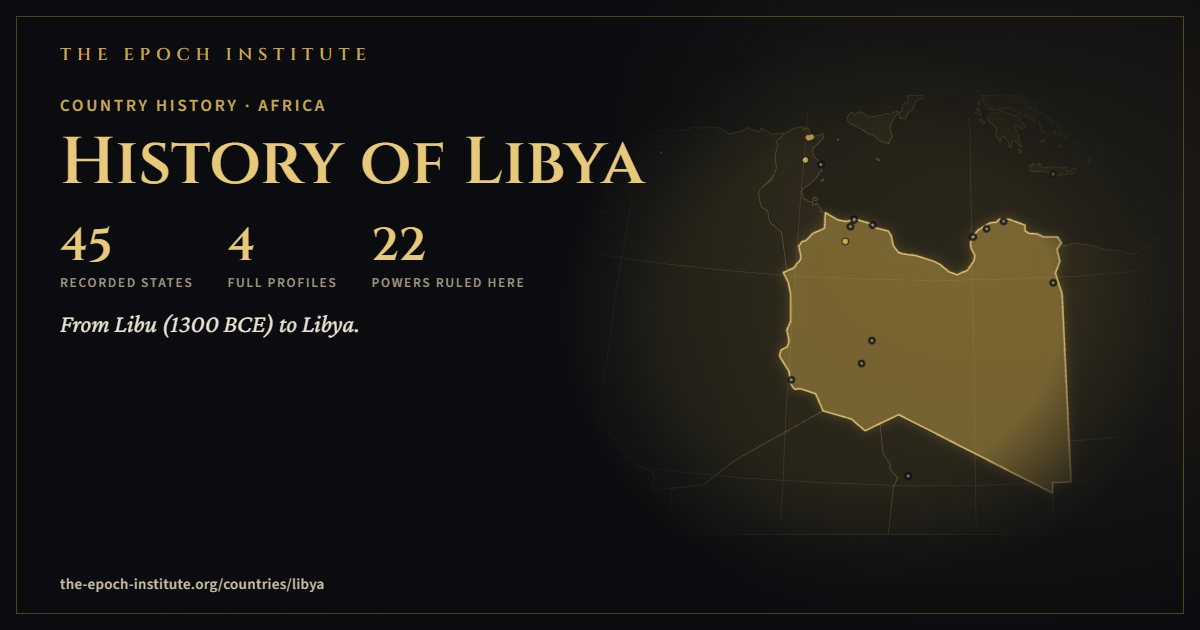 THE EPOCH INSTITUTE
COUNTRY HISTORY · AFRICA
History of Libya
45 4 22
RECORDED STATES FULL PROFILES POWERS RULED HERE
From Libu (1300 BCE) to Libya.
the-epoch-institute.org/countries/libya